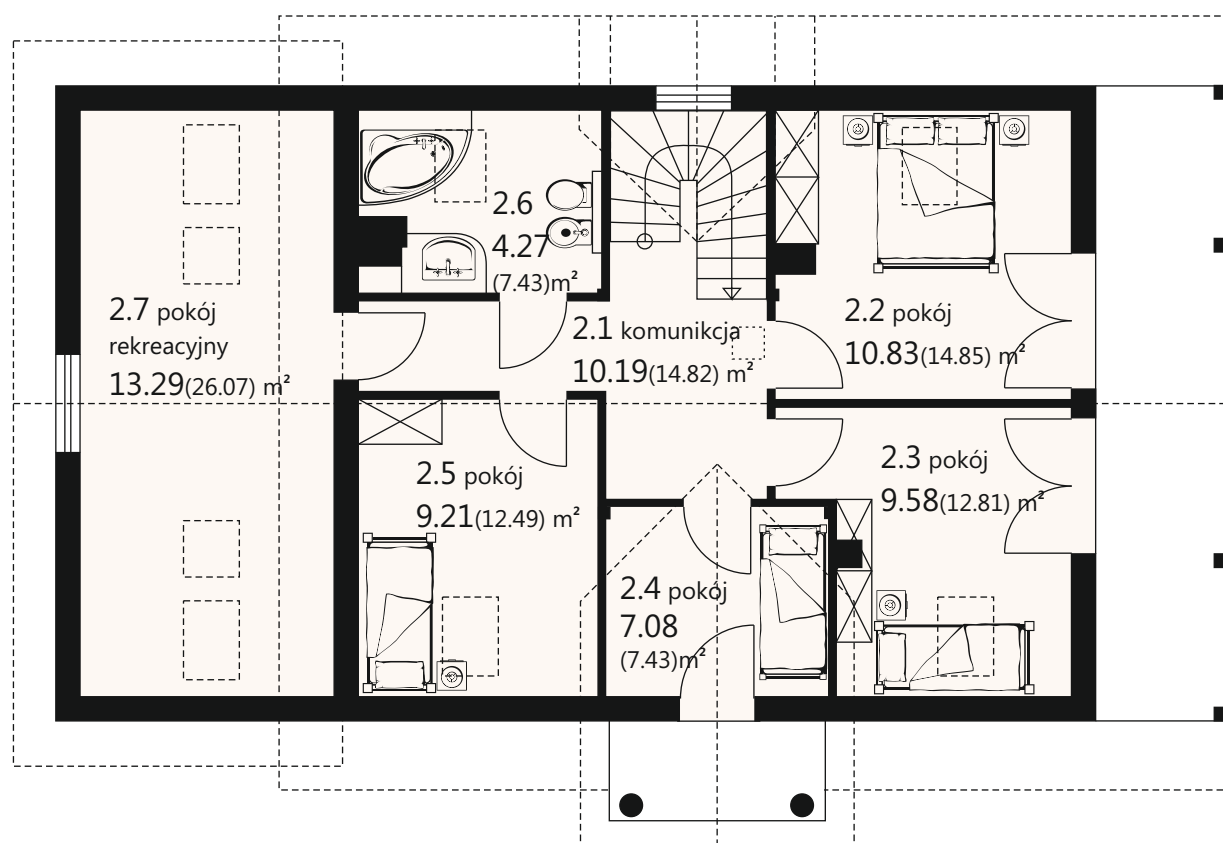 2.7 pokój
rekreacyjny
13.29(26.07) m²
2.6
4.27
(7.43)m²
2.1 komunikcja
10.19(14.82) m²
2.2 pokój
10.83(14.85) m²
2.5 pokój
9.21(12.49) m²
2.3 pokój
9.58(12.81) m²
2.4 pokój
7.08
(7.43)m²